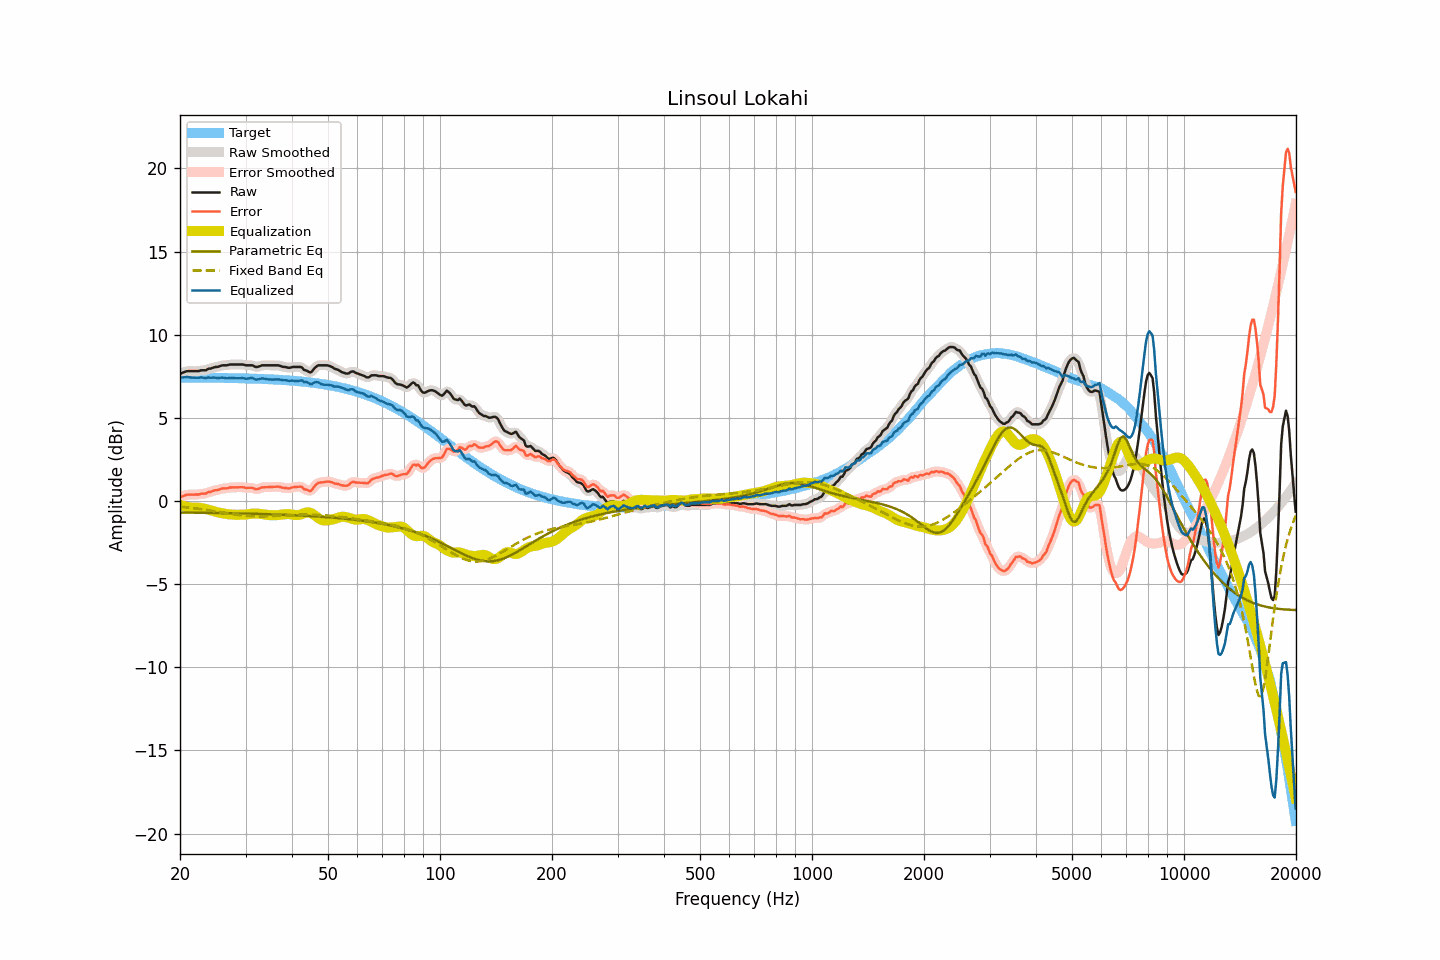 Linsoul Lokahi
Target
Raw Smoothed
Error Smoothed
Raw
Error
Equalization
Parametric Eq
Fixed Band Eq
Equalized
Amplitude (dBr)
20
15
10
5
0
−5
−10
−15
−20
20 50 100 200 500 1000 2000 5000 10000 20000
Frequency (Hz)